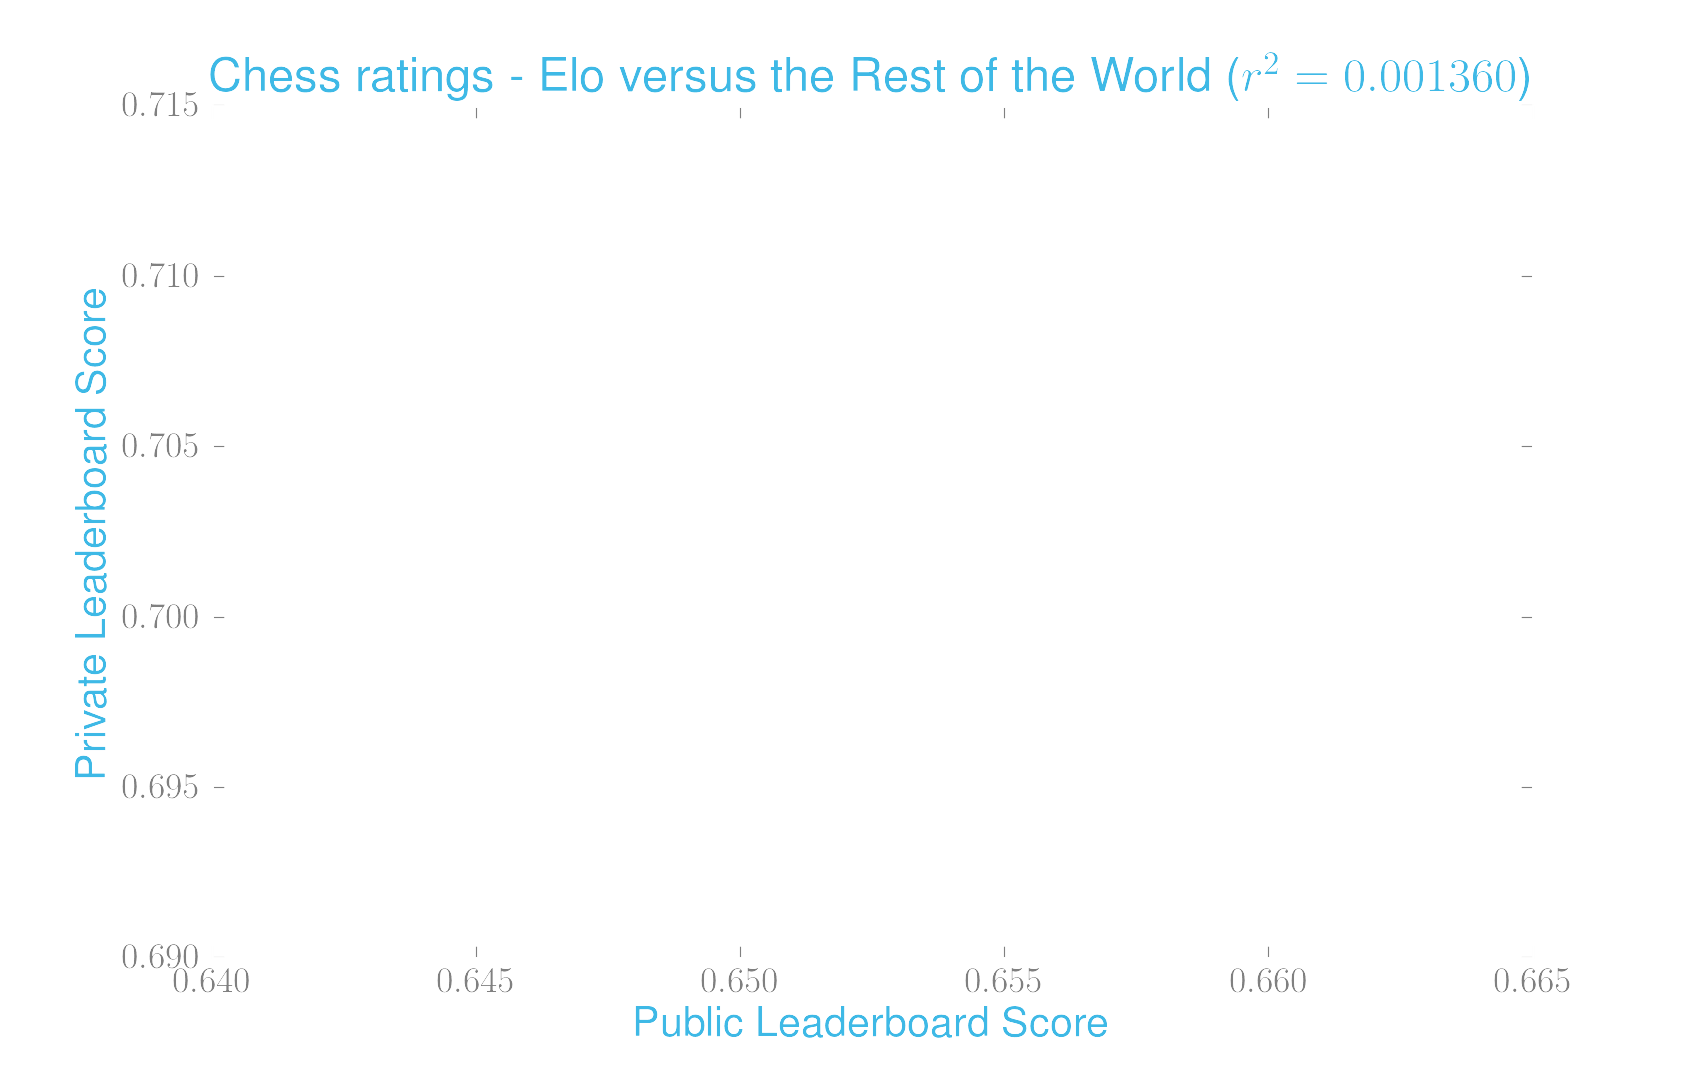 Chess ratings - Elo versus the Rest of the World (r² = 0.001360)
0.715
0.710
0.705
0.700
0.695
0.690
Private Leaderboard Score
0.640 0.645 0.650 0.655 0.660 0.665
Public Leaderboard Score